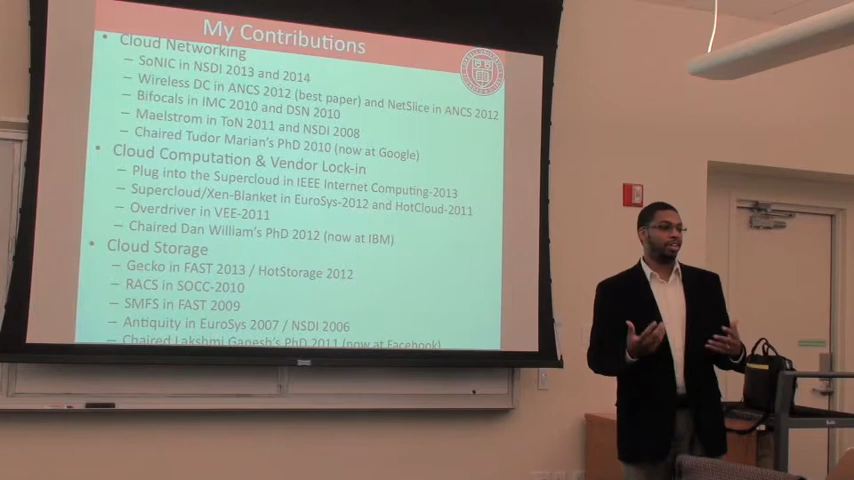 My Contributions
• Cloud Networking
– SoNIC in NSDI 2013 and 2014
– Wireless DC in ANCS 2012 (best paper) and NetSlice in ANCS 2012
– Bifocals in IMC 2010 and DSN 2010
– Maelstrom in ToN 2011 and NSDI 2008
– Chaired Tudor Marian's PhD 2010 (now at Google)
• Cloud Computation & Vendor Lock-in
– Plug into the Supercloud in IEEE Internet Computing-2013
– Supercloud/Xen-Blanket in EuroSys-2012 and HotCloud-2011
– Overdriver in VEE-2011
– Chaired Dan William's PhD 2012 (now at IBM)
• Cloud Storage
– Gecko in FAST 2013 / HotStorage 2012
– RACS in SOCC-2010
– SMFS in FAST 2009
– Antiquity in EuroSys 2007 / NSDI 2006
– Chaired Lakshmi Ganesh's PhD 2011 (now at Facebook)